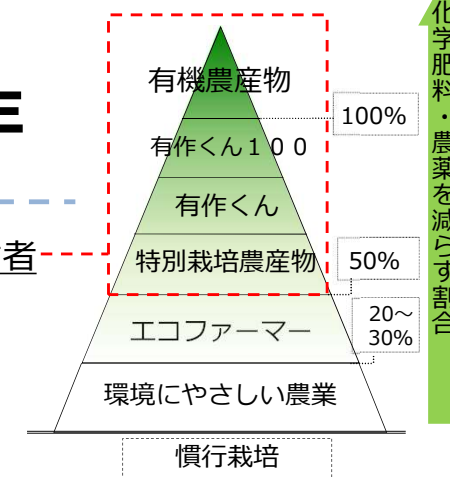 有機農産物
100%
有作くん１００
有作くん
者
特別栽培農産物
50%
エコファーマー
20～
30%
環境にやさしい農業
慣行栽培
化学肥料・農薬を減らす割合